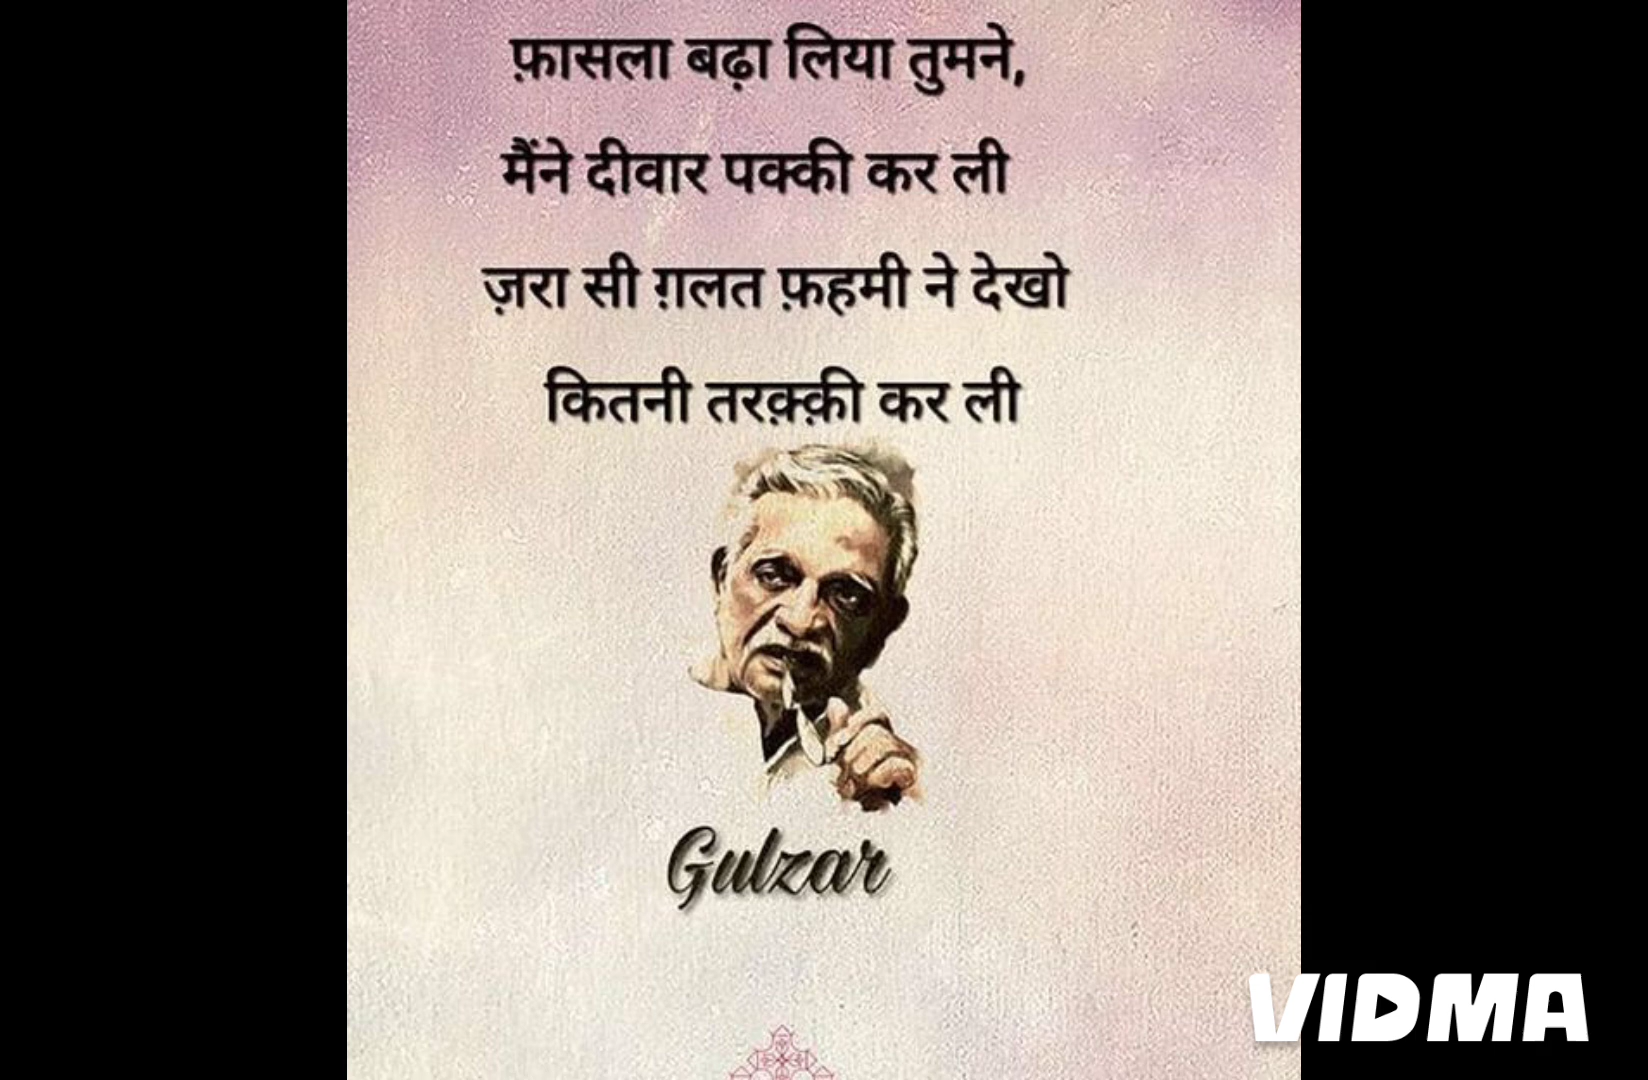 फ़ासला बढ़ा लिया तुमने,
मैंने दीवार पक्की कर ली
ज़रा सी ग़लत फ़हमी ने देखो
कितनी तरक़्क़ी कर ली
Gulzar
VIDMA